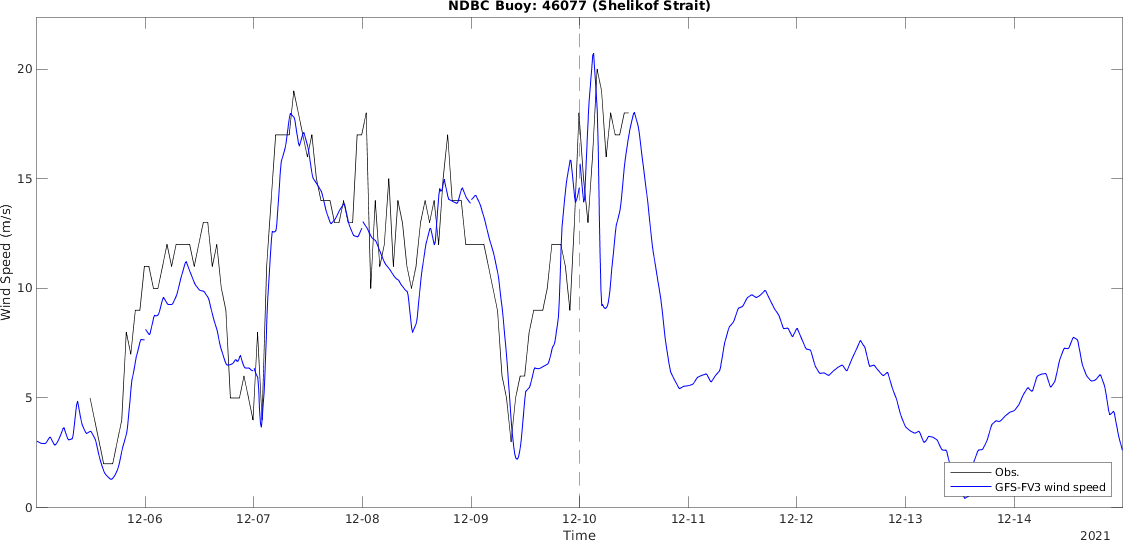 NDBC Buoy: 46077 (Shelikof Strait)
Wind Speed (m/s)
20
15
10
5
0
12-06 12-07 12-08 12-09 12-10 12-11 12-12 12-13 12-14
Time
2021
Obs.
GFS-FV3 wind speed